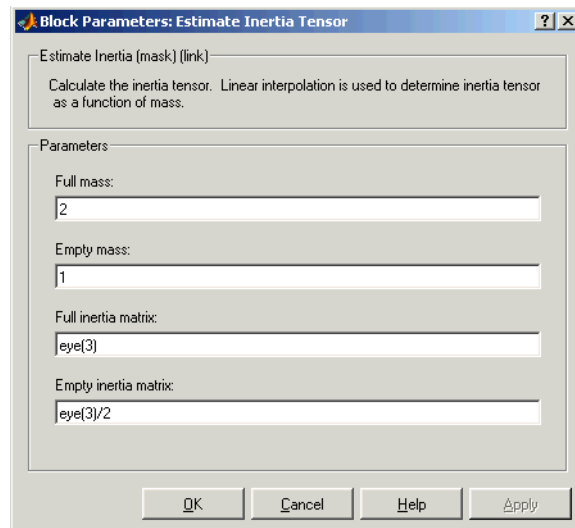 Block Parameters: Estimate Inertia Tensor
Estimate Inertia (mask) (link)
Calculate the inertia tensor.  Linear interpolation is used to determine inertia tensor
as a function of mass.
Parameters
Full mass:
2
Empty mass:
1
Full inertia matrix:
eye(3)
Empty inertia matrix:
eye(3)/2
OK Cancel Help Apply